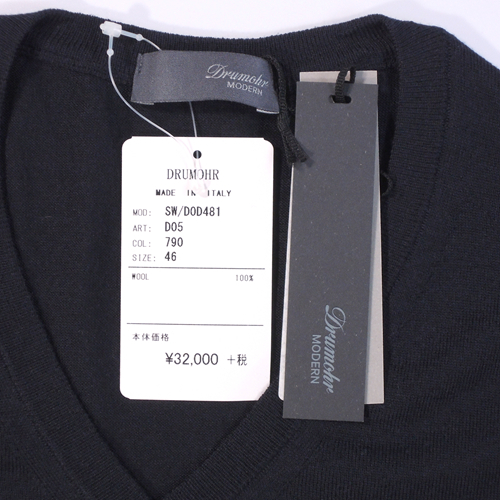 Drumohr
MODERN
DRUMOHR
MADE IN ITALY
MOD: SW/D0D481
ART: D05
COL: 790
SIZE: 46
WOOL 100%
本体価格
¥32,000 +税
Drumohr
MODERN